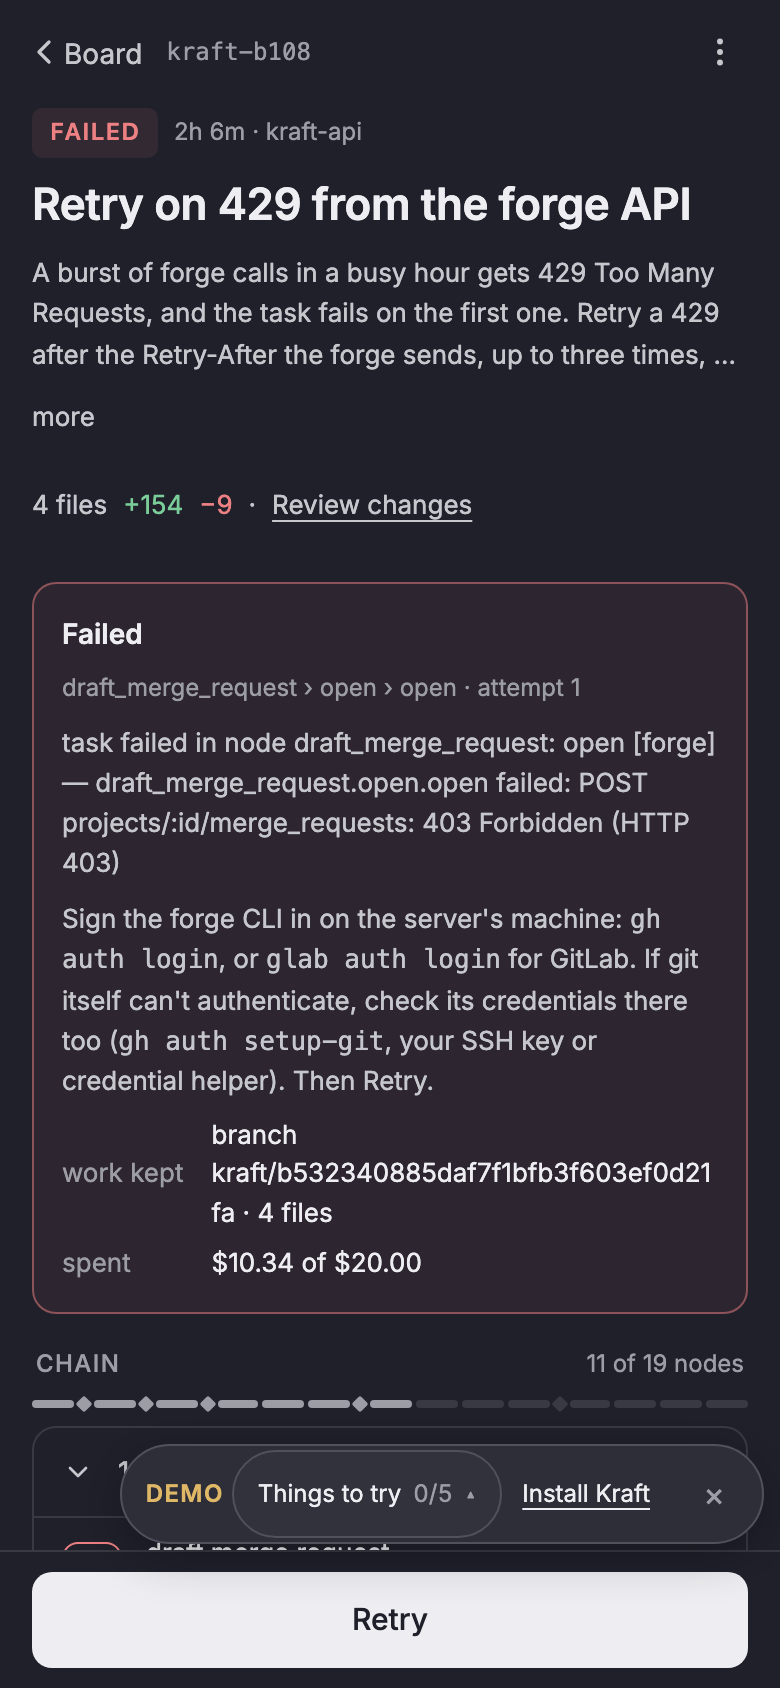 Board kraft-b108
FAILED 2h 6m · kraft-api
Retry on 429 from the forge API
A burst of forge calls in a busy hour gets 429 Too Many
Requests, and the task fails on the first one. Retry a 429
after the Retry-After the forge sends, up to three times, ...
more
4 files +154 −9 · Review changes
Failed
draft_merge_request › open › open · attempt 1
task failed in node draft_merge_request: open [forge]
— draft_merge_request.open.open failed: POST
projects/:id/merge_requests: 403 Forbidden (HTTP
403)
Sign the forge CLI in on the server's machine: gh
auth login, or glab auth login for GitLab. If git
itself can't authenticate, check its credentials there
too (gh auth setup-git, your SSH key or
credential helper). Then Retry.
branch
work kept kraft/b532340885daf7f1bfb3f603ef0d21
fa · 4 files
spent $10.34 of $20.00
CHAIN 11 of 19 nodes
DEMO Things to try 0/5 Install Kraft
draft merge request
Retry